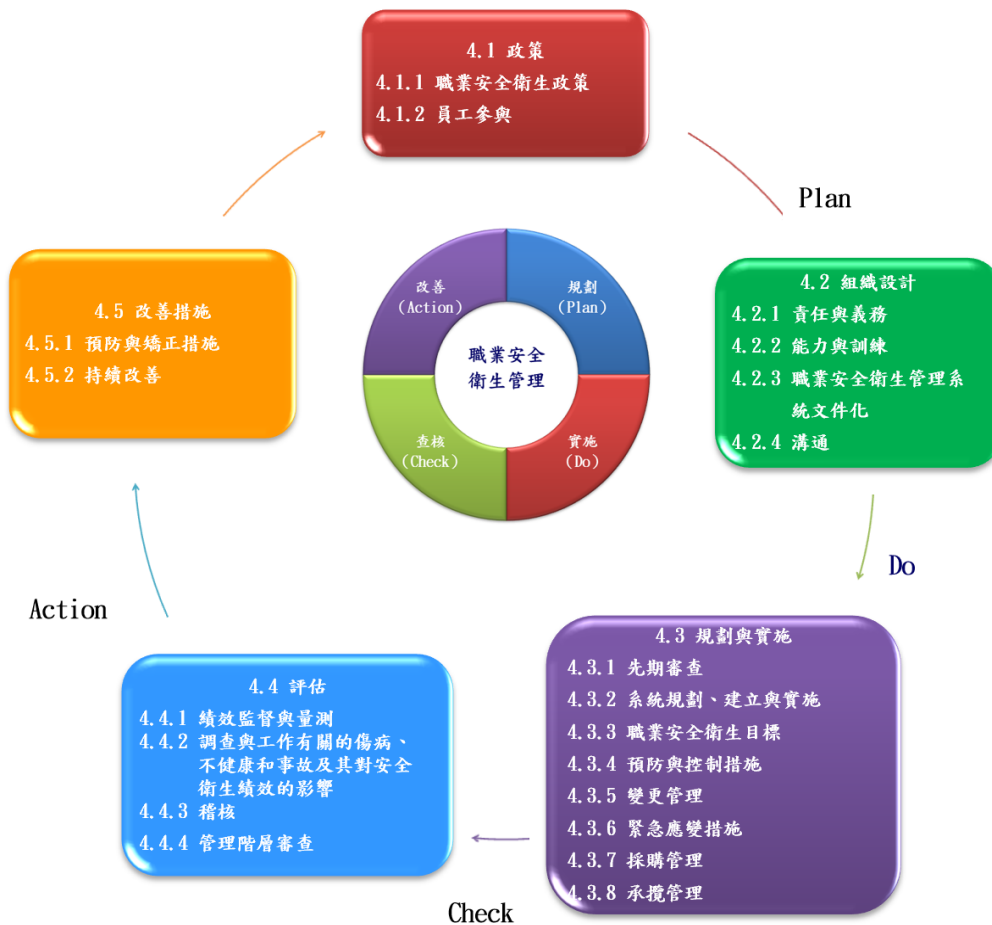 4.1 政策
4.1.1 職業安全衛生政策
4.1.2 員工參與
Plan
4.2 組織設計
4.2.1 責任與義務
4.2.2 能力與訓練
4.2.3 職業安全衛生管理系
統文件化
4.2.4 溝通
Do
4.3 規劃與實施
4.3.1 先期審查
4.3.2 系統規劃、建立與實施
4.3.3 職業安全衛生目標
4.3.4 預防與控制措施
4.3.5 變更管理
4.3.6 緊急應變措施
4.3.7 採購管理
4.3.8 承攬管理
Check
4.4 評估
4.4.1 績效監督與量測
4.4.2 調查與工作有關的傷病、
不健康和事故及其對安全
衛生績效的影響
4.4.3 稽核
4.4.4 管理階層審查
Action
4.5 改善措施
4.5.1 預防與矯正措施
4.5.2 持續改善
改善
(Action)
規劃
(Plan)
職業安全
衛生管理
查核
(Check)
實施
(Do)